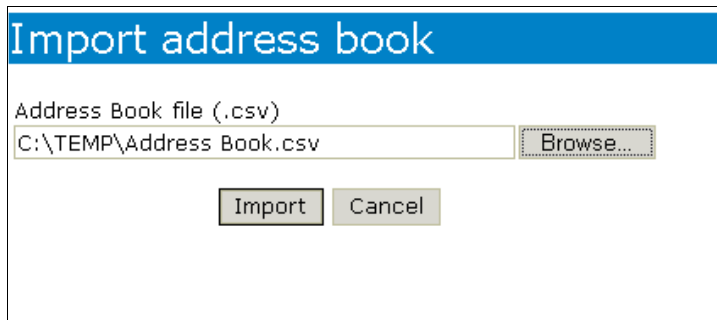 Import address book
Address Book file (.csv)
C:\TEMP\Address Book.csv Browse...
Import Cancel